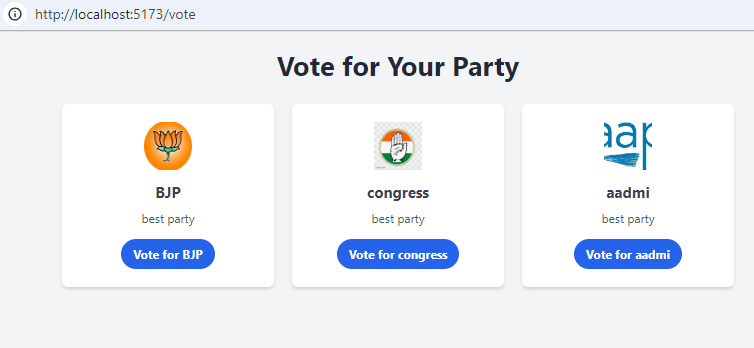 http://localhost:5173/vote
Vote for Your Party
aap
BJP
congress
aadmi
best party
best party
best party
Vote for BJP
Vote for congress
Vote for aadmi